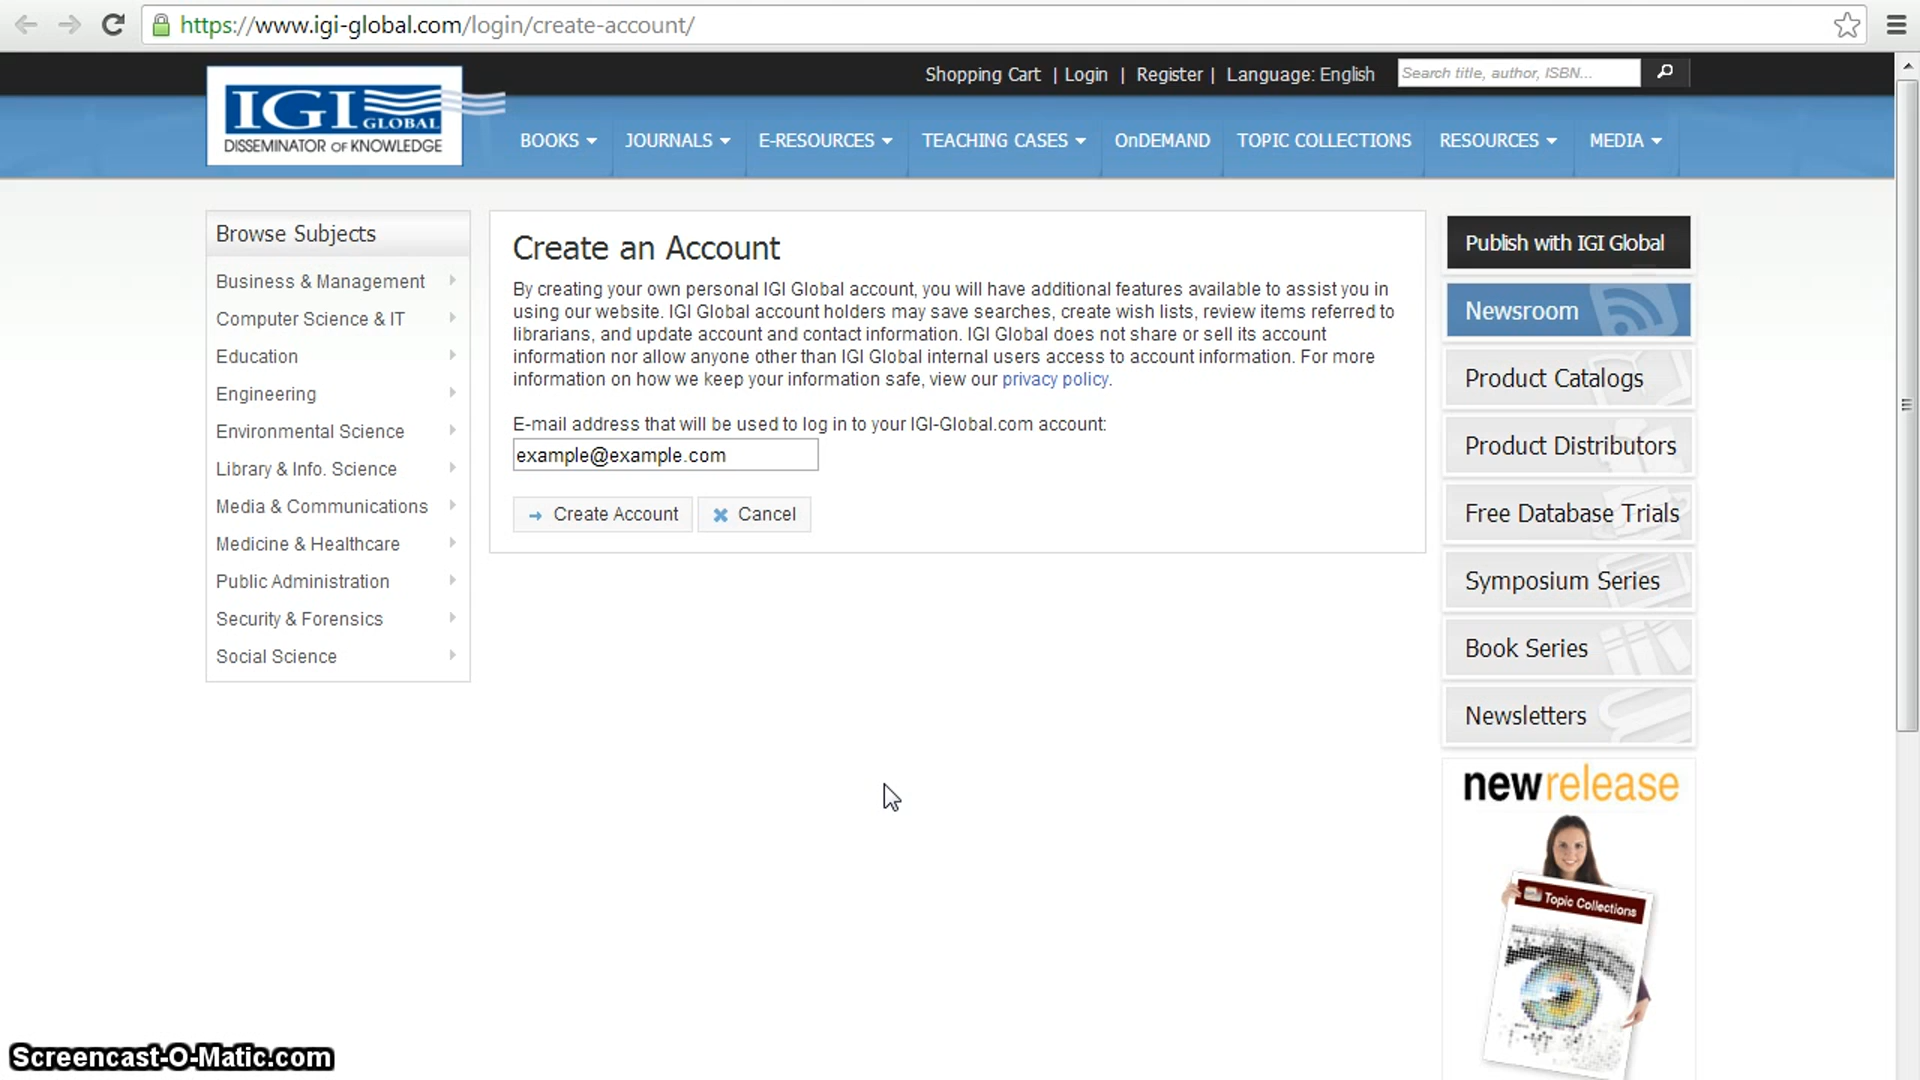 https://www.igi-global.com/login/create-account/
Shopping Cart | Login | Register | Language: English
Search title, author, ISBN...
IGI GLOBAL
DISSEMINATOR OF KNOWLEDGE
BOOKS
JOURNALS
E-RESOURCES
TEACHING CASES
OnDEMAND
TOPIC COLLECTIONS
RESOURCES
MEDIA
Browse Subjects
Business & Management
Computer Science & IT
Education
Engineering
Environmental Science
Library & Info. Science
Media & Communications
Medicine & Healthcare
Public Administration
Security & Forensics
Social Science
Create an Account
By creating your own personal IGI Global account, you will have additional features available to assist you in
using our website. IGI Global account holders may save searches, create wish lists, review items referred to
librarians, and update account and contact information. IGI Global does not share or sell its account
information nor allow anyone other than IGI Global internal users access to account information. For more
information on how we keep your information safe, view our privacy policy.
E-mail address that will be used to log in to your IGI-Global.com account:
example@example.com
Create Account
Cancel
Publish with IGI Global
Newsroom
Product Catalogs
Product Distributors
Free Database Trials
Symposium Series
Book Series
Newsletters
newrelease
Topic Collections
Screencast-O-Matic.com